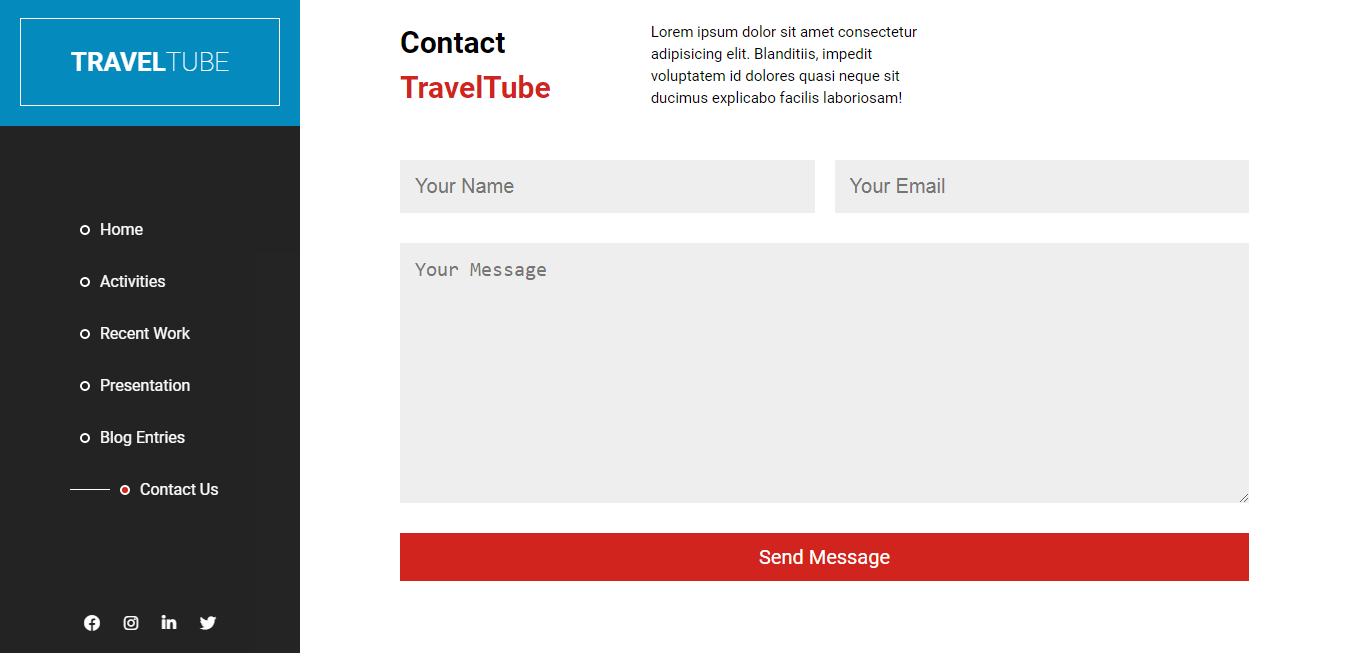 TRAVELTUBE
Home
Activities
Recent Work
Presentation
Blog Entries
Contact Us
Contact
TravelTube
Lorem ipsum dolor sit amet consectetur
adipisicing elit. Blanditiis, impedit
voluptatem id dolores quasi neque sit
ducimus explicabo facilis laboriosam!
Your Name
Your Email
Your Message
Send Message